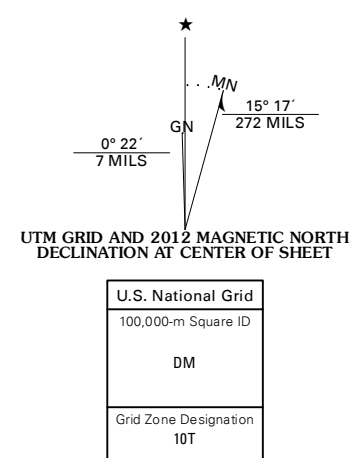 ★
MN
GN
15° 17´
272 MILS
0° 22´
7 MILS
UTM GRID AND 2012 MAGNETIC NORTH
DECLINATION AT CENTER OF SHEET
U.S. National Grid
100,000-m Square ID
DM
Grid Zone Designation
10T